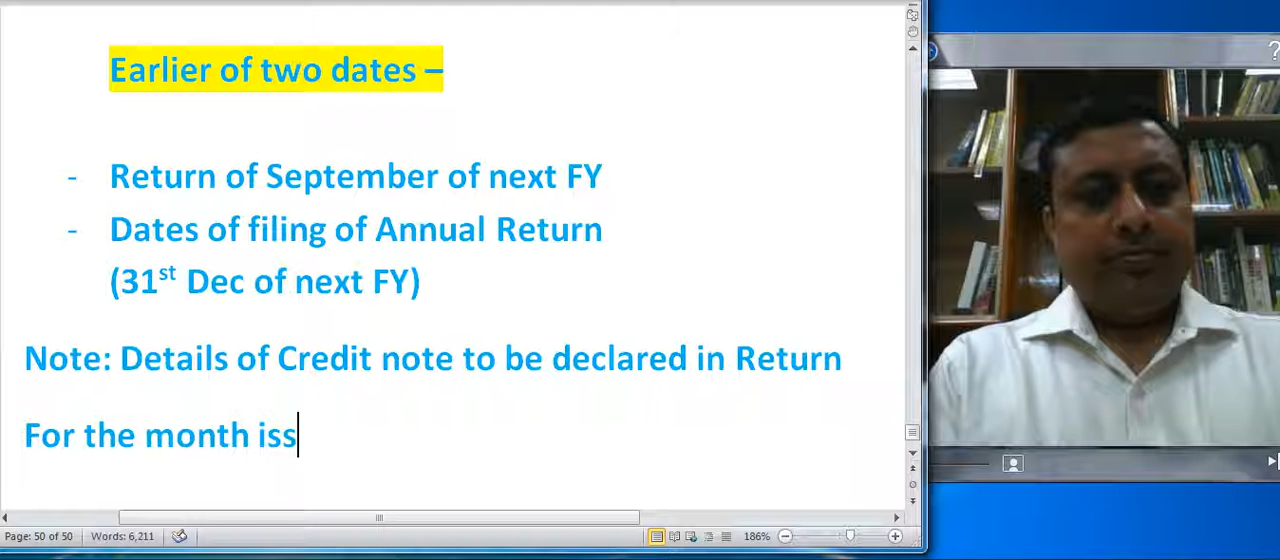 Earlier of two dates –
- Return of September of next FY
- Dates of filing of Annual Return
(31st Dec of next FY)
Note: Details of Credit note to be declared in Return
For the month iss
Page: 50 of 50 Words: 6,211 186%
?